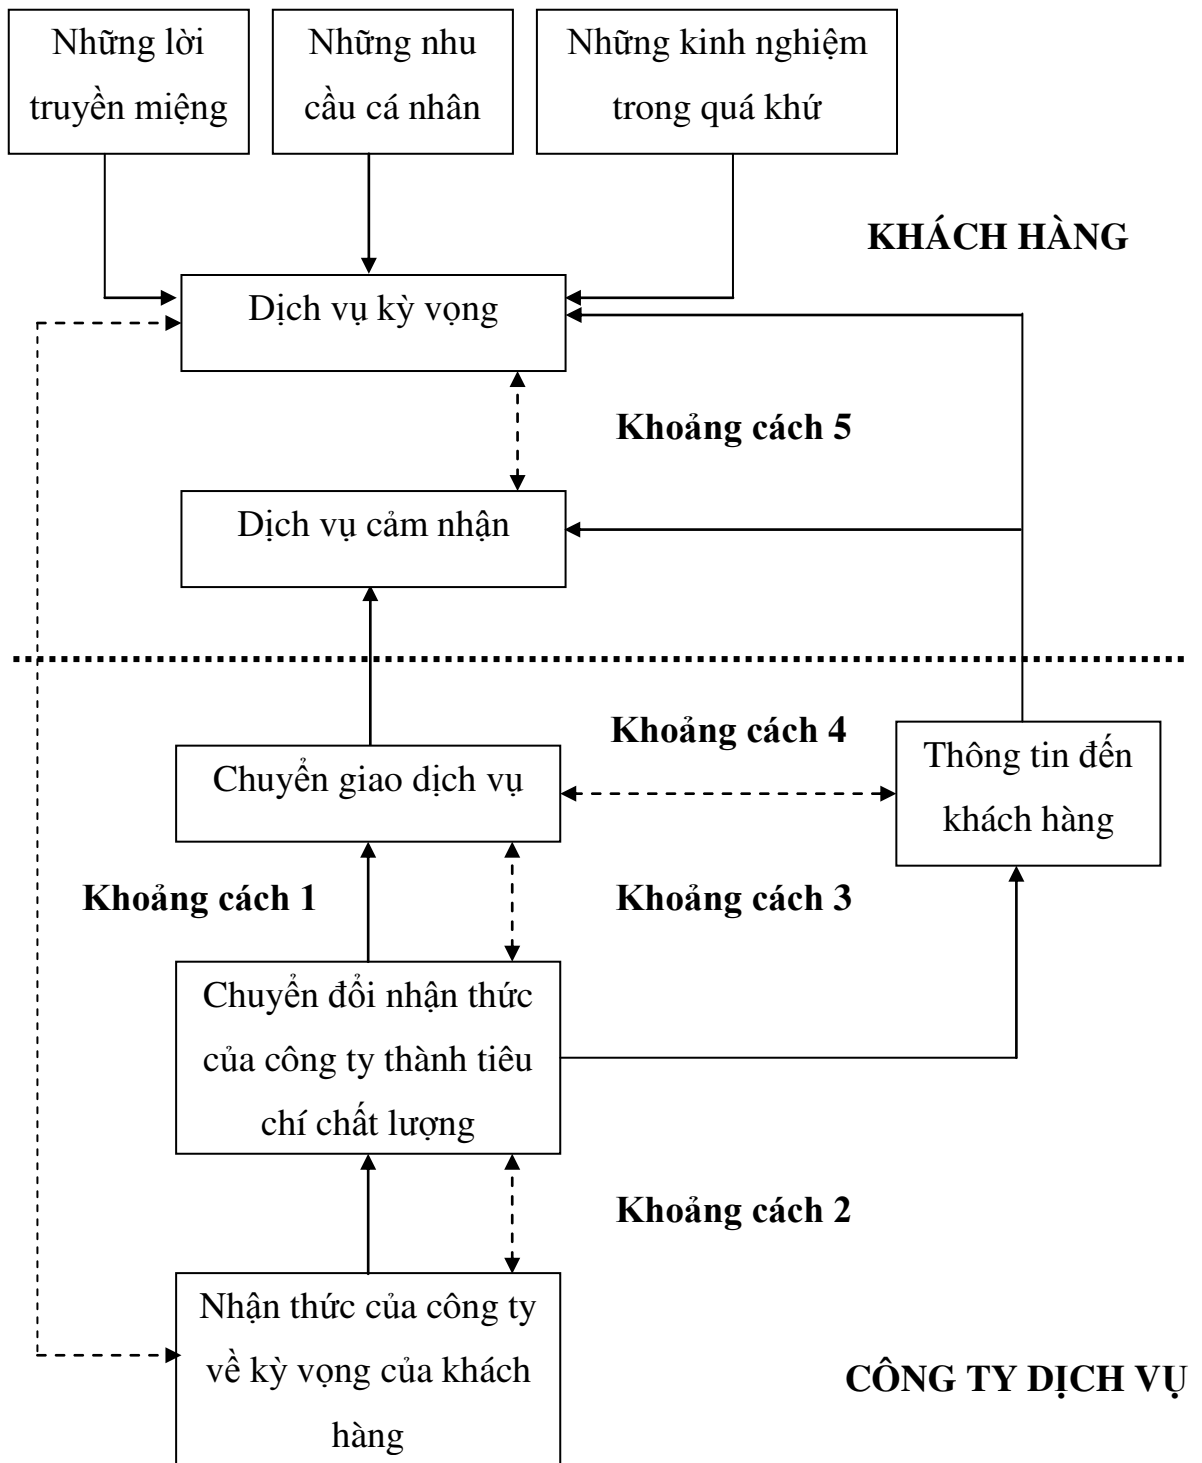 Những lời
truyền miệng
Những nhu
cầu cá nhân
Những kinh nghiệm
trong quá khứ
KHÁCH HÀNG
Dịch vụ kỳ vọng
Khoảng cách 5
Dịch vụ cảm nhận
Khoảng cách 4
Thông tin đến
khách hàng
Chuyển giao dịch vụ
Khoảng cách 1
Khoảng cách 3
Chuyển đổi nhận thức
của công ty thành tiêu
chí chất lượng
Khoảng cách 2
Nhận thức của công ty
về kỳ vọng của khách
hàng
CÔNG TY DỊCH VỤ